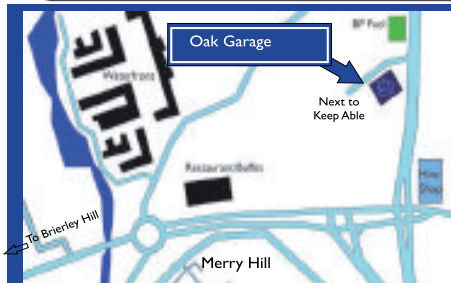 Oak Garage
BP Fuel
Waterfront
Next to
Keep Able
Restaurant/Buffet
Hire
Shop
To Brierley Hill
Merry Hill